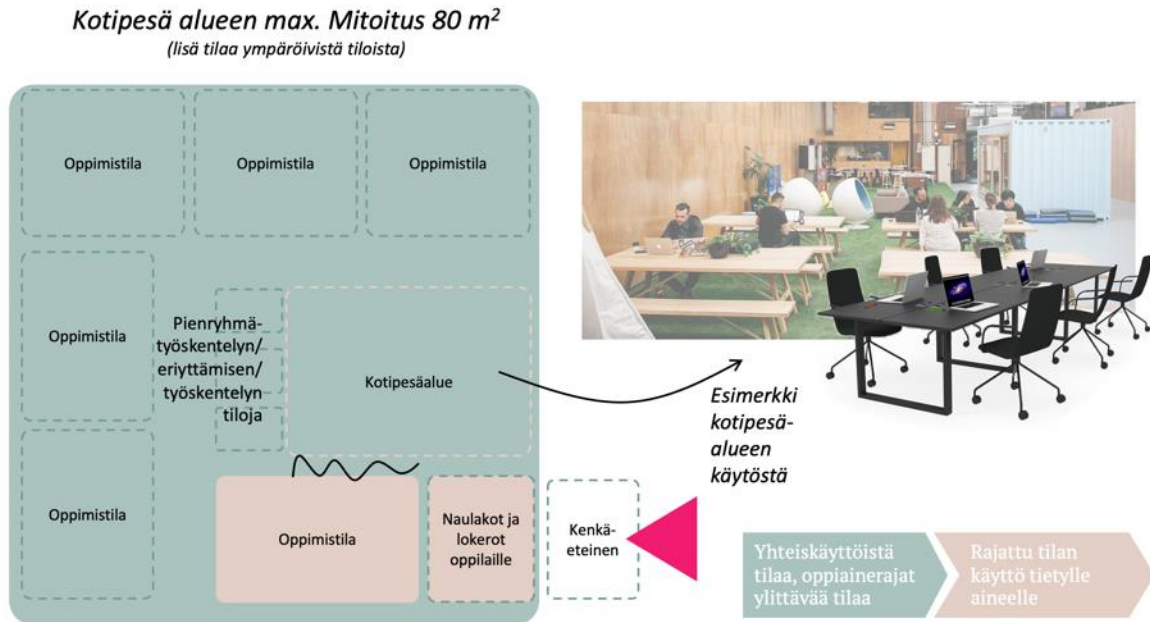 Kotipesä alueen max. Mitoitus 80 m²
(lisä tilaa ympäröivistä tiloista)
Oppimistila
Oppimistila
Oppimistila
Oppimistila
Pienryhmä-
työskentelyn/
eriyttämisen/
työskentelyn
tiloja
Kotipesäalue
Esimerkki
kotipesä-
alueen
käytöstä
Oppimistila
Oppimistila
Naulakot ja
lokerot
oppilaille
Kenkä-
eteinen
Yhteiskäyttöistä
tilaa, oppiainerajat
ylittävää tilaa
Rajattu tilan
käyttö tietylle
aineelle